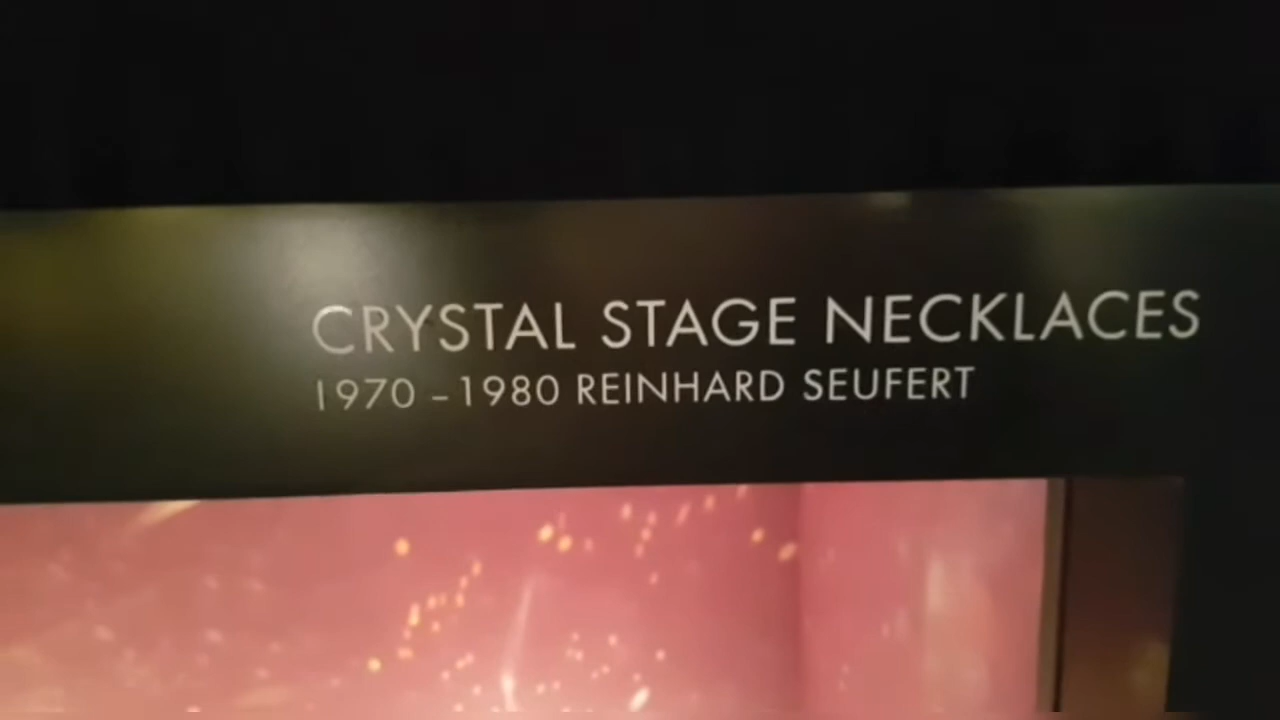 CRYSTAL STAGE NECKLACES
1970 – 1980 REINHARD SEUFERT